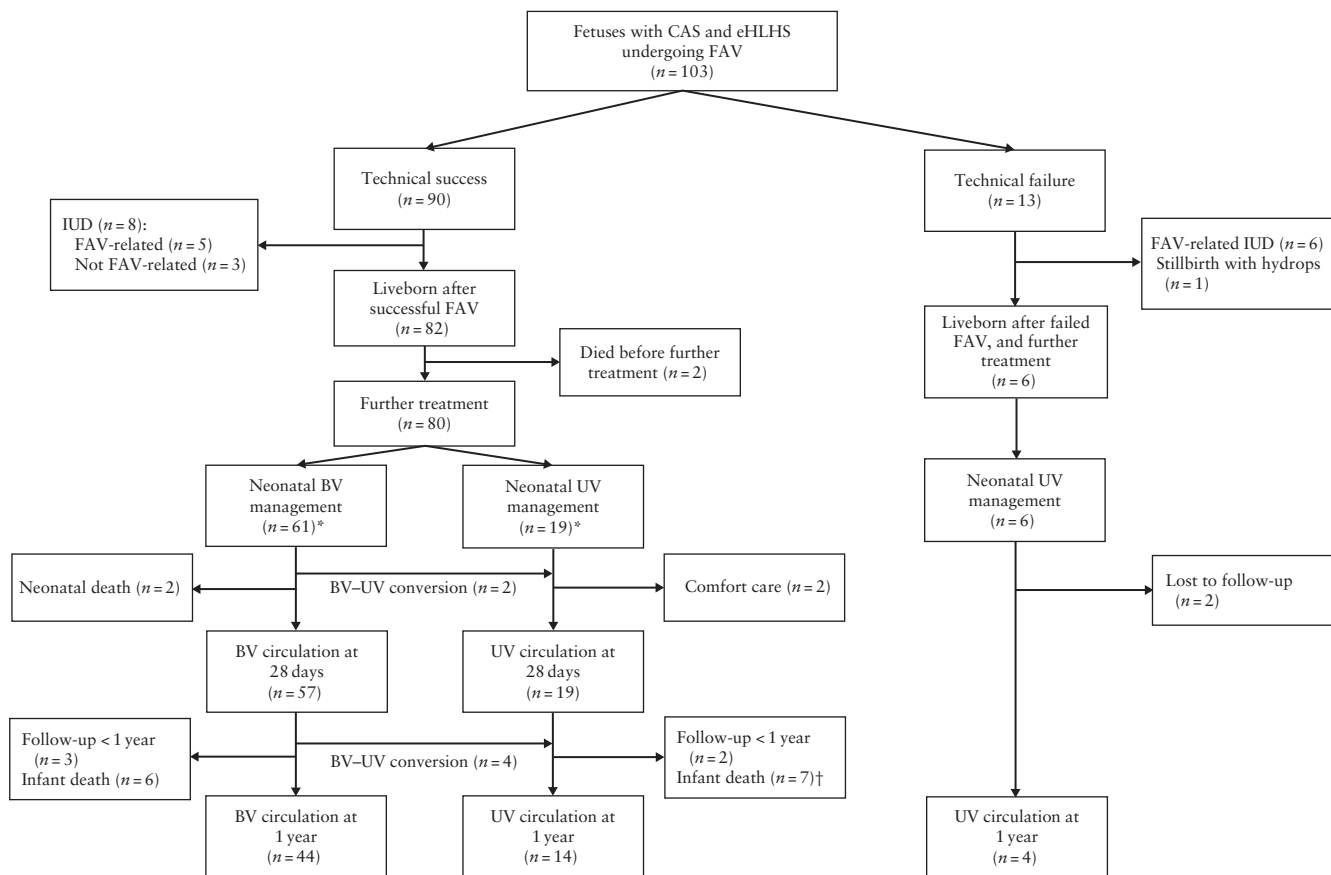 Fetuses with CAS and eHLHS
undergoing FAV
(n = 103)
Technical success
(n = 90)
Technical failure
(n = 13)
IUD (n = 8):
FAV-related (n = 5)
Not FAV-related (n = 3)
FAV-related IUD (n = 6)
Stillbirth with hydrops
(n = 1)
Liveborn after
successful FAV
(n = 82)
Liveborn after failed
FAV, and further
treatment
(n = 6)
Died before further
treatment (n = 2)
Further treatment
(n = 80)
Neonatal BV
management
(n = 61)*
Neonatal UV
management
(n = 19)*
Neonatal UV
management
(n = 6)
Neonatal death (n = 2)
BV–UV conversion (n = 2)
Comfort care (n = 2)
Lost to follow-up
(n = 2)
BV circulation at
28 days
(n = 57)
UV circulation at
28 days
(n = 19)
Follow-up < 1 year
(n = 3)
Infant death (n = 6)
BV–UV conversion (n = 4)
Follow-up < 1 year
(n = 2)
Infant death (n = 7)†
BV circulation at
1 year
(n = 44)
UV circulation at
1 year
(n = 14)
UV circulation at
1 year
(n = 4)